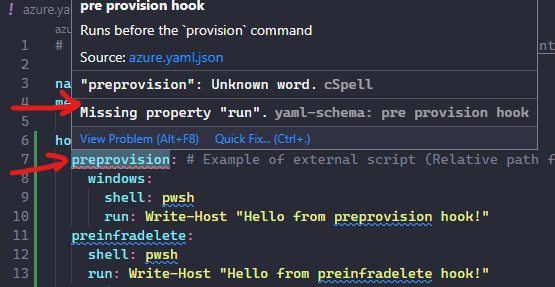 ! azure.ya
pre provision hook
Runs before the `provision` command
Source: azure.yaml.json
"preprovision": Unknown word. cSpell
Missing property "run". yaml-schema: pre provision hook
View Problem (Alt+F8) Quick Fix... (Ctrl+.)
az
1 # nt
2
3 na
4 me
5
6 ho
7 preprovision: # Example of external script (Relative path f
8 windows:
9 shell: pwsh
10 run: Write-Host "Hello from preprovision hook!"
11 preinfradelete:
12 shell: pwsh
13 run: Write-Host "Hello from preinfradelete hook!"